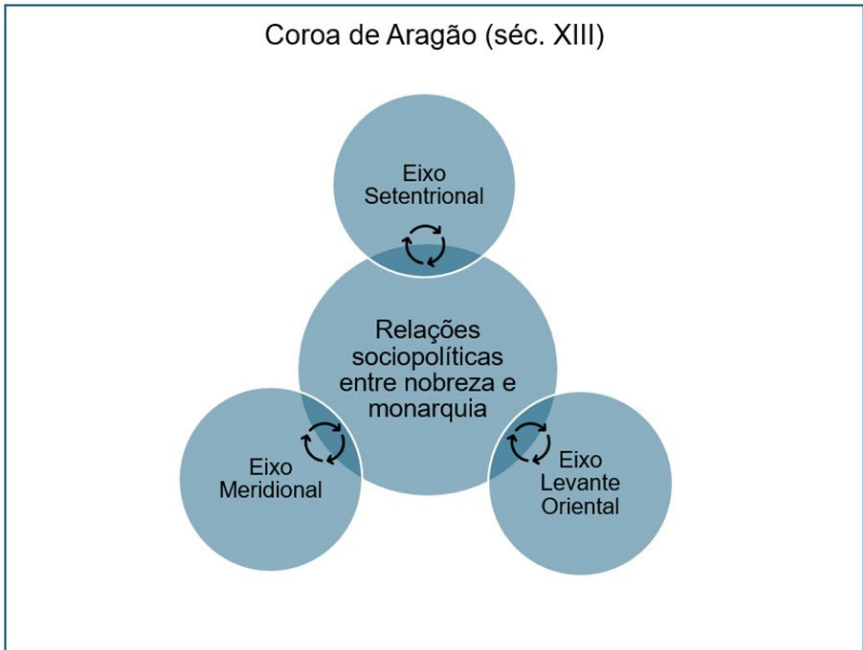 Coroa de Aragão (séc. XIII)
Eixo
Setentrional
Relações
sociopolíticas
entre nobreza e
monarquia
Eixo
Meridional
Eixo
Levante
Oriental